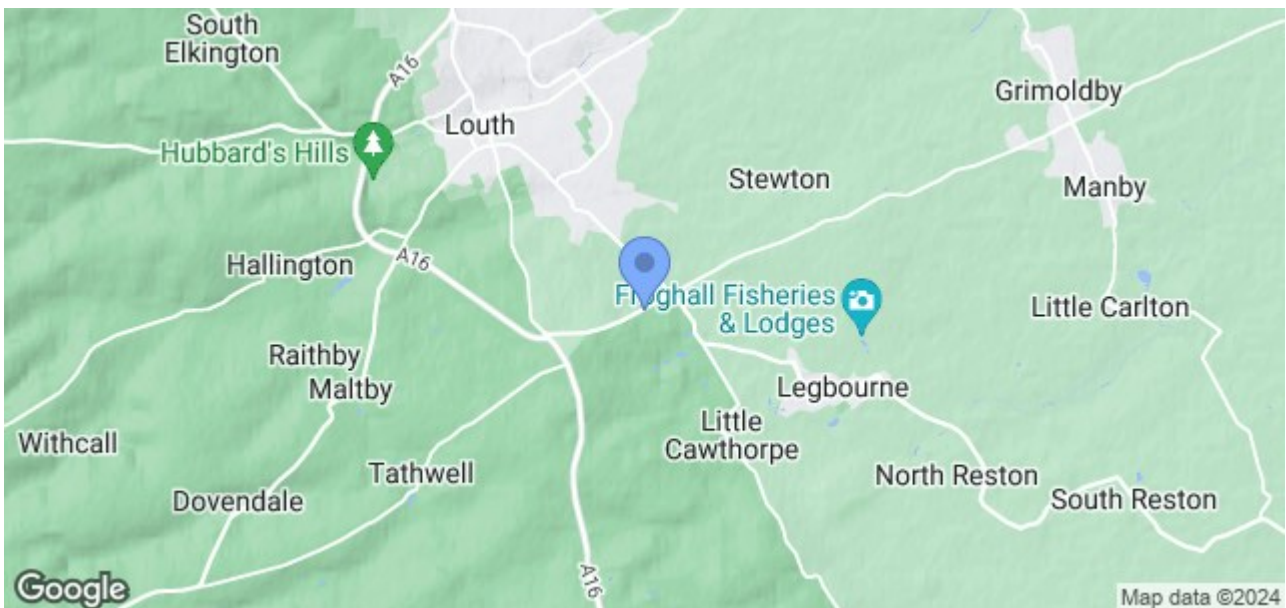 South
Elkington
A16
Grimoldby
Louth
Hubbard's Hills
Stewton
Manby
Hallington
A16
Froghall Fisheries
& Lodges
Little Carlton
Raithby
Maltby
Legbourne
Little
Cawthorpe
Withcall
Tathwell
North Reston
Dovendale
South Reston
A16
Google
Map data ©2024